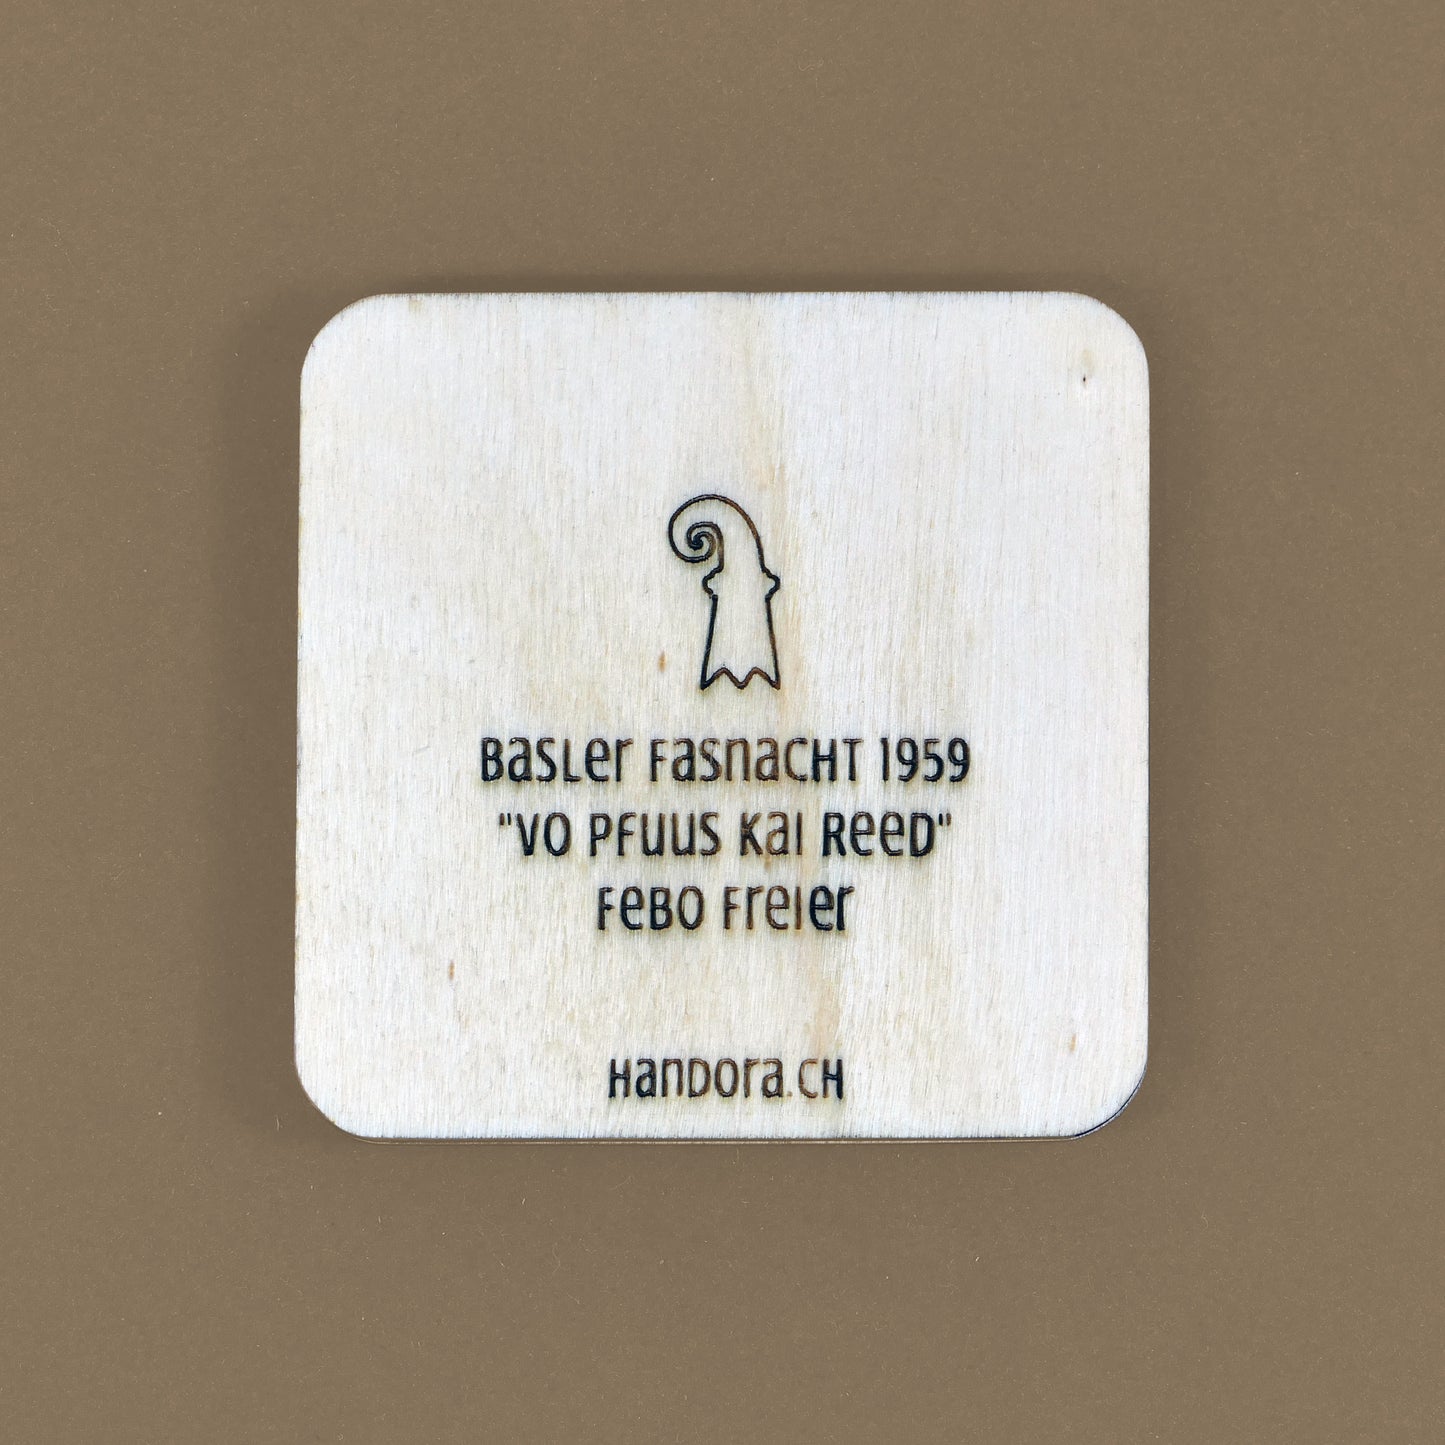 Basler Fasnacht 1959
"Vo Pfuus kai Reed"
Febo Freier
Handora.ch